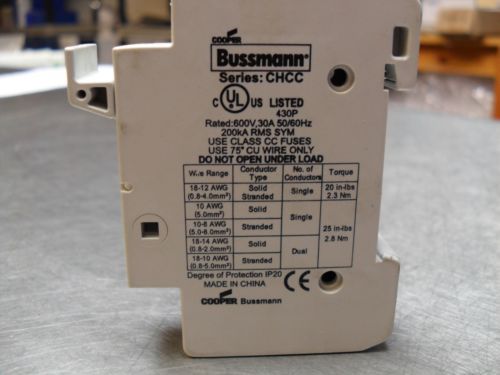 COOPER
Bussmann®
Series: CHCC
C UL US LISTED
430P
Rated:600V,30A 50/60Hz
200kA RMS SYM
USE CLASS CC FUSES
USE 75° CU WIRE ONLY
DO NOT OPEN UNDER LOAD
Wire Range Conductor Type No. of Conductors Torque
18-12 AWG (0.8-4.0mm²) Solid Stranded Single 20 in-lbs 2.3 Nm
10 AWG (5.0mm²) Solid Single 25 in-lbs 2.8 Nm
10-8 AWG (5.0-8.0mm²) Stranded
18-14 AWG (0.8-2.0mm²) Solid Dual
18-10 AWG (0.8-5.0mm²) Stranded
Degree of Protection IP20
MADE IN CHINA CE
COOPER Bussmann